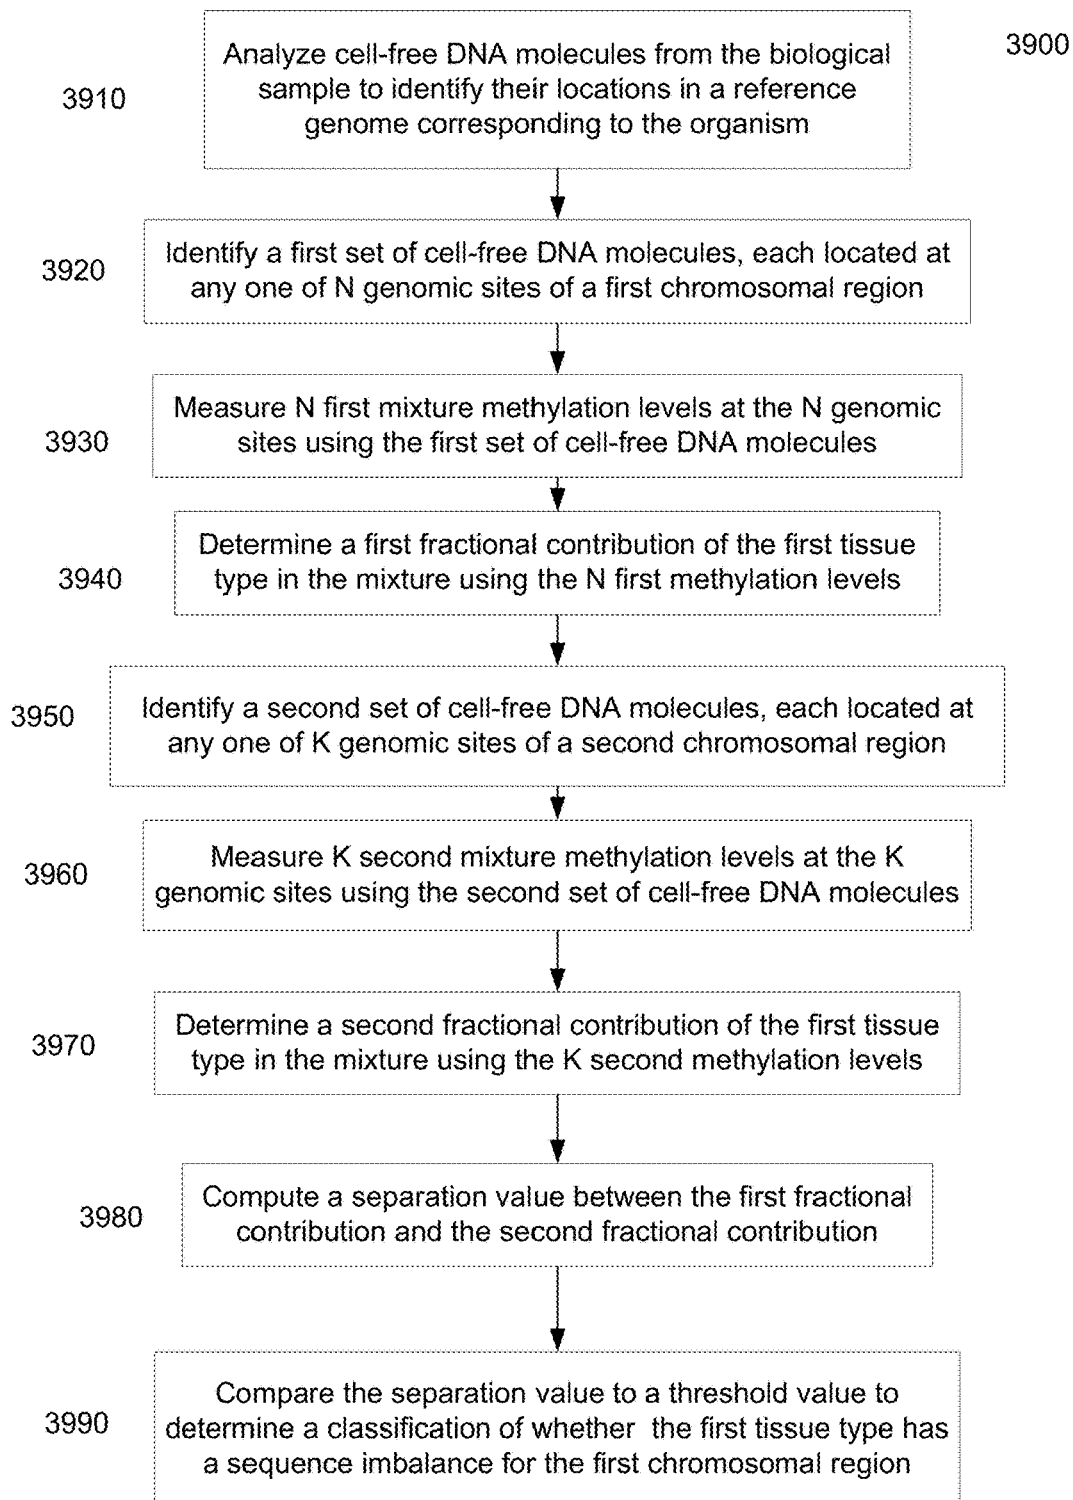 3900
3910
Analyze cell-free DNA molecules from the biological
sample to identify their locations in a reference
genome corresponding to the organism
3920
Identify a first set of cell-free DNA molecules, each located at
any one of N genomic sites of a first chromosomal region
3930
Measure N first mixture methylation levels at the N genomic
sites using the first set of cell-free DNA molecules
3940
Determine a first fractional contribution of the first tissue
type in the mixture using the N first methylation levels
3950
Identify a second set of cell-free DNA molecules, each located at
any one of K genomic sites of a second chromosomal region
3960
Measure K second mixture methylation levels at the K
genomic sites using the second set of cell-free DNA molecules
3970
Determine a second fractional contribution of the first tissue
type in the mixture using the K second methylation levels
3980
Compute a separation value between the first fractional
contribution and the second fractional contribution
3990
Compare the separation value to a threshold value to
determine a classification of whether the first tissue type has
a sequence imbalance for the first chromosomal region